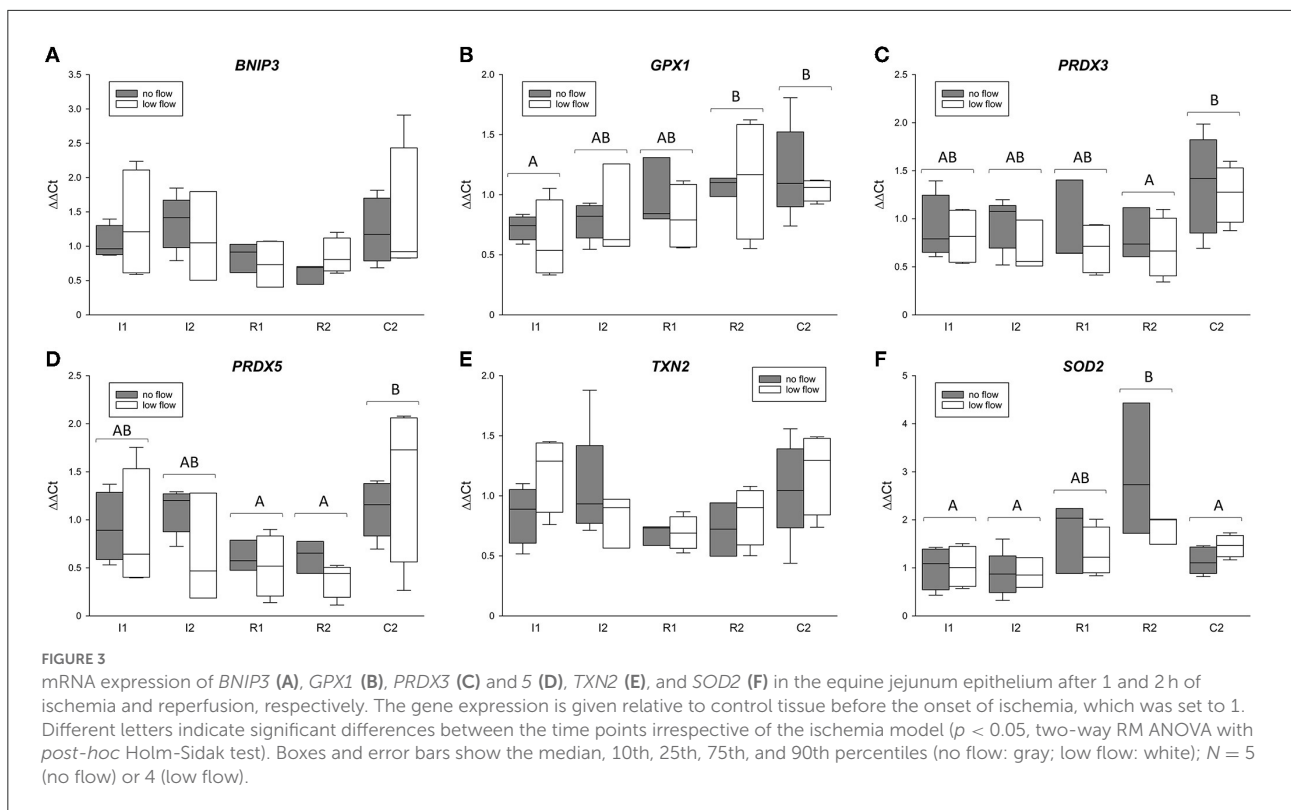 A
BNIP3
no flow
low flow
ΔΔCt
3.5
3.0
2.5
2.0
1.5
1.0
0.5
0
I1 I2 R1 R2 C2
B
GPX1
no flow
low flow
ΔΔCt
2.0
1.5
1.0
0.5
0
A AB AB B B
I1 I2 R1 R2 C2
C
PRDX3
no flow
low flow
ΔΔCt
2.5
2.0
1.5
1.0
0.5
0
AB AB AB A B
I1 I2 R1 R2 C2
D
PRDX5
no flow
low flow
ΔΔCt
2.5
2.0
1.5
1.0
0.5
0
AB AB A A B
I1 I2 R1 R2 C2
E
TXN2
no flow
low flow
ΔΔCt
2.0
1.5
1.0
0.5
0
I1 I2 R1 R2 C2
F
SOD2
no flow
low flow
ΔΔCt
5
4
3
2
1
0
A A AB B A
I1 I2 R1 R2 C2
FIGURE 3
mRNA expression of BNIP3 (A), GPX1 (B), PRDX3 (C) and 5 (D), TXN2 (E), and SOD2 (F) in the equine jejunum epithelium after 1 and 2 h of
ischemia and reperfusion, respectively. The gene expression is given relative to control tissue before the onset of ischemia, which was set to 1.
Different letters indicate significant differences between the time points irrespective of the ischemia model (p < 0.05, two-way RM ANOVA with
post-hoc Holm-Sidak test). Boxes and error bars show the median, 10th, 25th, 75th, and 90th percentiles (no flow: gray; low flow: white); N = 5
(no flow) or 4 (low flow).